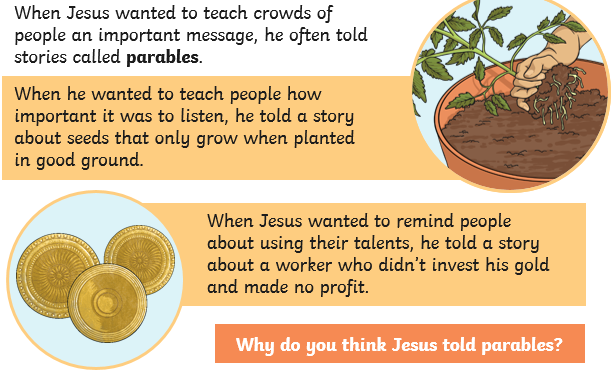 When Jesus wanted to teach crowds of
people an important message, he often told
stories called parables.
When he wanted to teach people how
important it was to listen, he told a story
about seeds that only grow when planted
in good ground.
When Jesus wanted to remind people
about using their talents, he told a story
about a worker who didn't invest his gold
and made no profit.
Why do you think Jesus told parables?